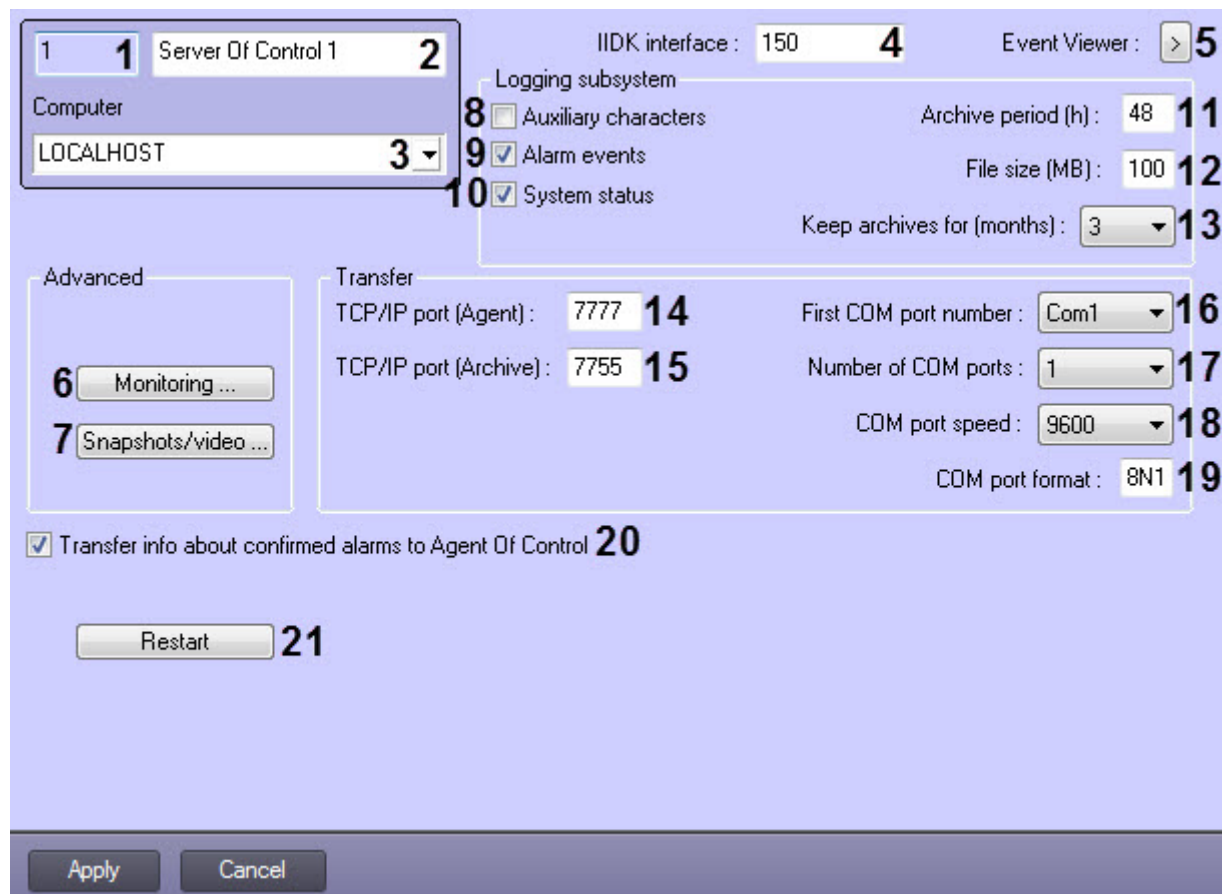 1 1 Server Of Control 1 2
IIDK interface : 150 4
Event Viewer : > 5
Computer
LOCALHOST 3
Logging subsystem
8 Auxiliary characters
9 Alarm events
10 System status
Archive period (h) : 48 11
File size (MB) : 100 12
Keep archives for (months) : 3 13
Advanced
6 Monitoring ...
7 Snapshots/video ...
Transfer
TCP/IP port (Agent) : 7777 14
TCP/IP port (Archive) : 7755 15
First COM port number : Com1 16
Number of COM ports : 1 17
COM port speed : 9600 18
COM port format : 8N1 19
Transfer info about confirmed alarms to Agent Of Control 20
Restart 21
Apply Cancel